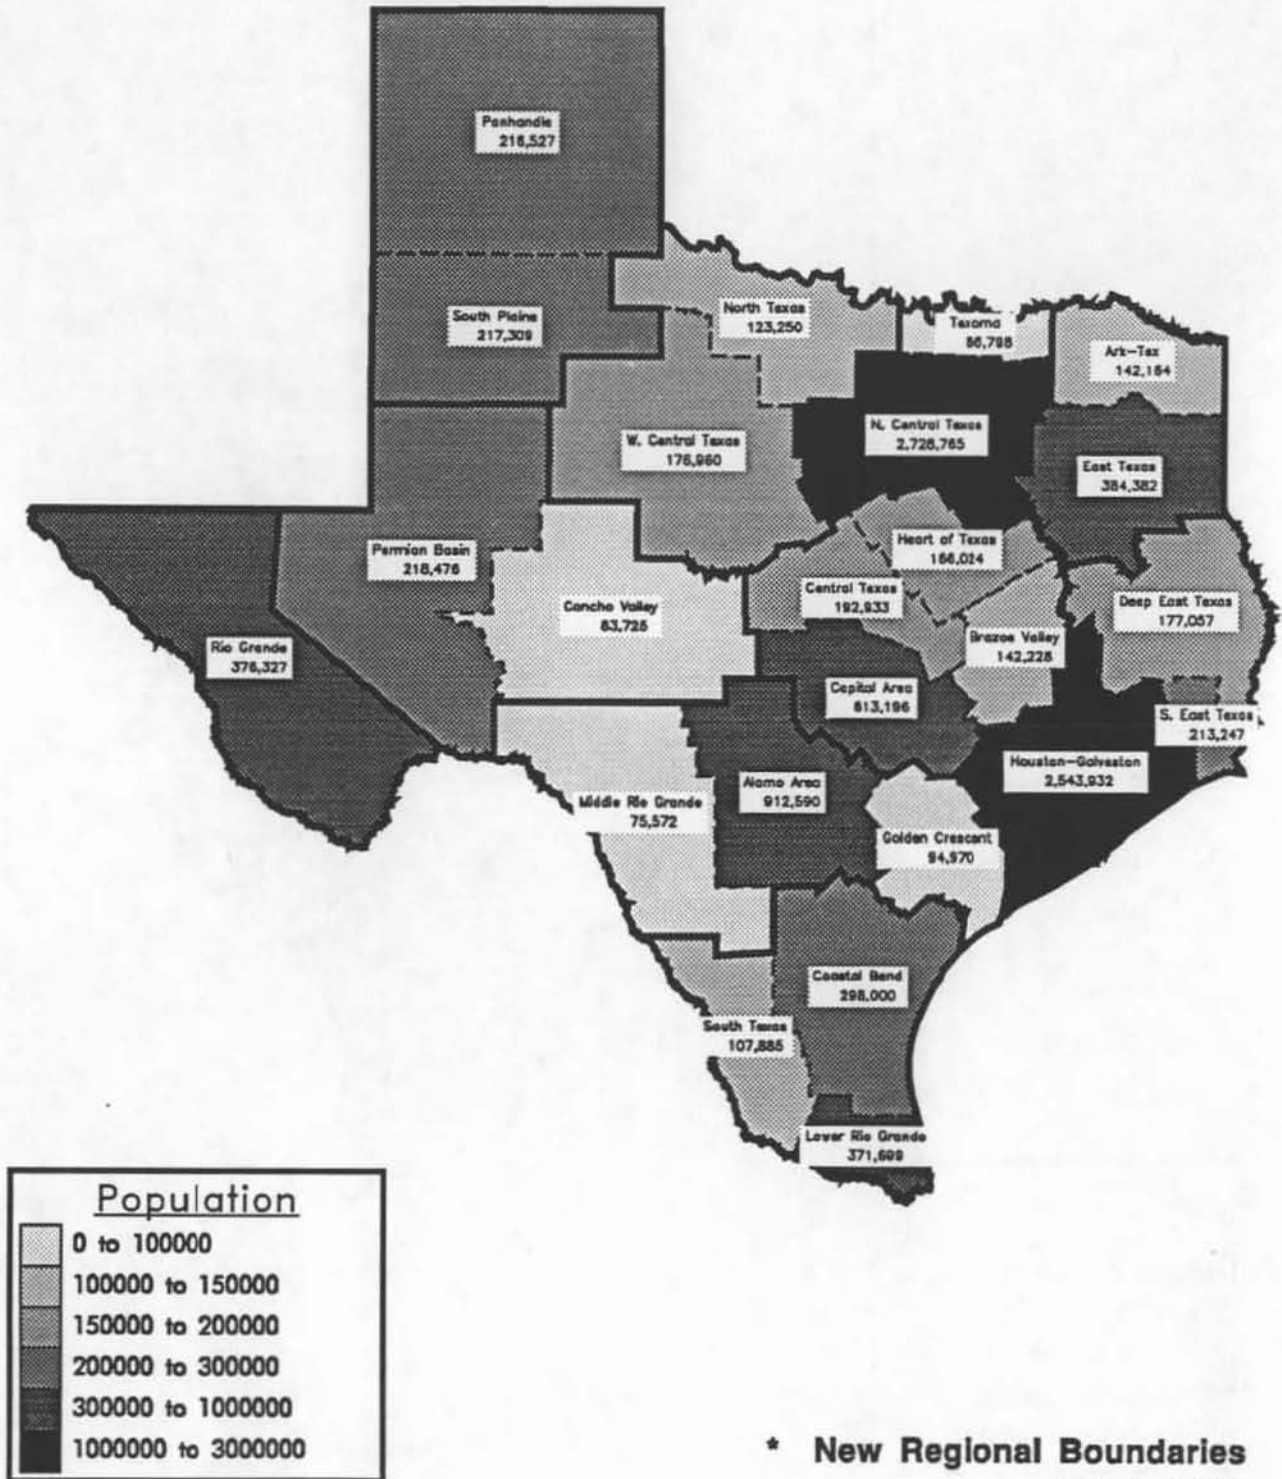 Panhandle
216,527
South Plains
217,309
North Texas
123,250
Texoma
86,798
Ark-Tex
142,164
N. Central Texas
2,726,765
W. Central Texas
176,960
East Texas
384,382
Permian Basin
218,476
Heart of Texas
166,024
Concho Valley
83,725
Central Texas
192,933
Deep East Texas
177,057
Brazos Valley
142,228
Rio Grande
376,327
Capital Area
613,196
S. East Texas
213,247
Houston-Galveston
2,543,932
Alamo Area
912,590
Middle Rio Grande
75,572
Golden Crescent
94,970
Coastal Bend
298,000
South Texas
107,885
Lower Rio Grande
371,699
Population
0 to 100000
100000 to 150000
150000 to 200000
200000 to 300000
300000 to 1000000
1000000 to 3000000
* New Regional Boundaries